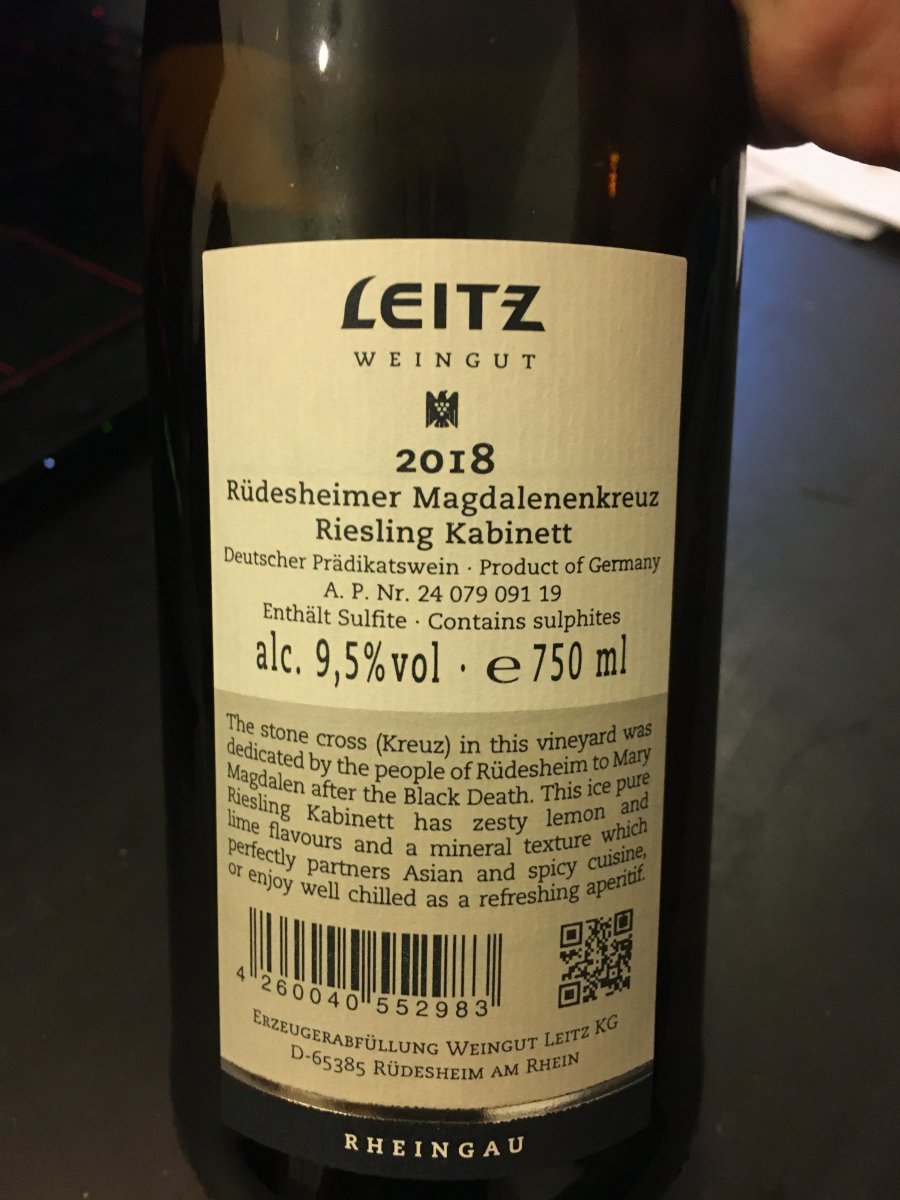 LEITZ
WEINGUT
2018
Rüdesheimer Magdalenenkreuz
Riesling Kabinett
Deutscher Prädikatswein · Product of Germany
A. P. Nr. 24 079 091 19
Enthält Sulfite · Contains sulphites
alc. 9,5%vol · ℮ 750 ml
The stone cross (Kreuz) in this vineyard was
dedicated by the people of Rüdesheim to Mary
Magdalen after the Black Death. This ice pure
Riesling Kabinett has zesty lemon and
lime flavours and a mineral texture which
perfectly partners Asian and spicy cuisine,
or enjoy well chilled as a refreshing aperitif.
4 260040 552983
ERZEUGERABFÜLLUNG WEINGUT LEITZ KG
D-65385 RÜDESHEIM AM RHEIN
RHEINGAU